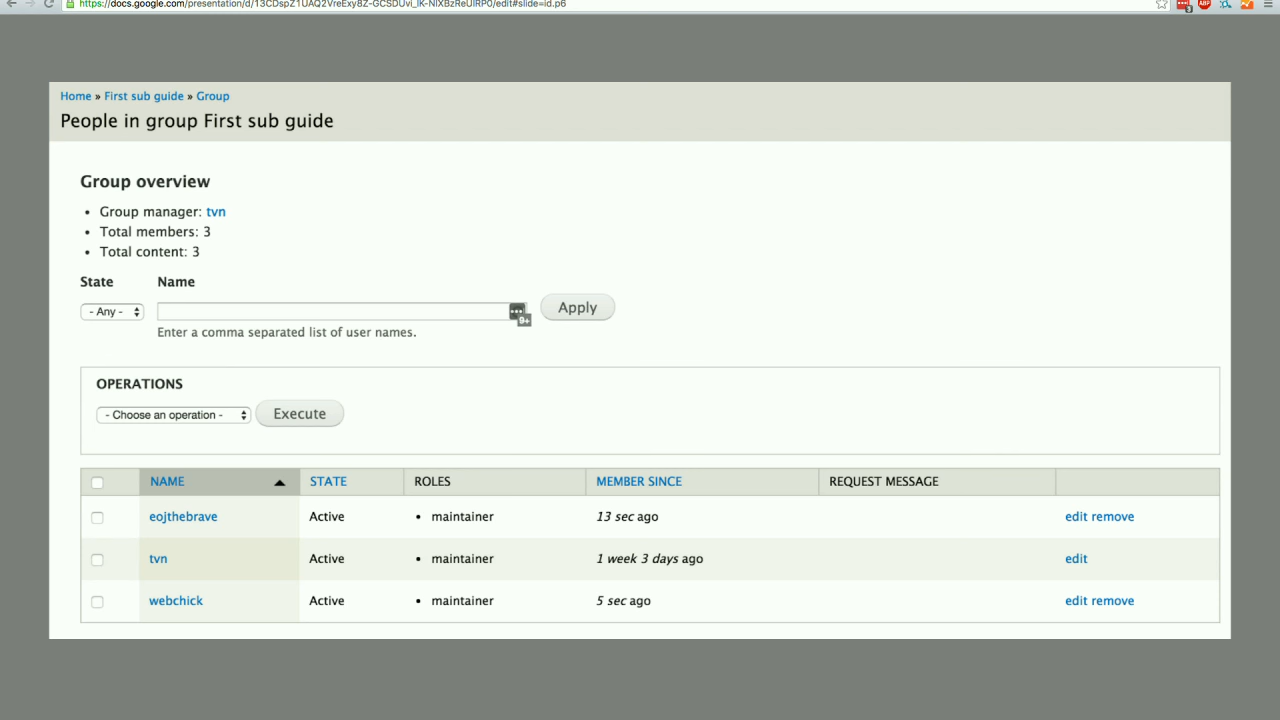 https://docs.google.com/presentation/d/13CDspZ1UAQ2VreExy8Z-GCSDUvi_lK-NlXBzReUlRP0/edit#slide=id.p6
Home » First sub guide » Group
People in group First sub guide
Group overview
• Group manager: tvn
• Total members: 3
• Total content: 3
State Name
- Any - Apply
9+
Enter a comma separated list of user names.
OPERATIONS
- Choose an operation - Execute
NAME STATE ROLES MEMBER SINCE REQUEST MESSAGE
eojthebrave Active • maintainer 13 sec ago edit remove
tvn Active • maintainer 1 week 3 days ago edit
webchick Active • maintainer 5 sec ago edit remove